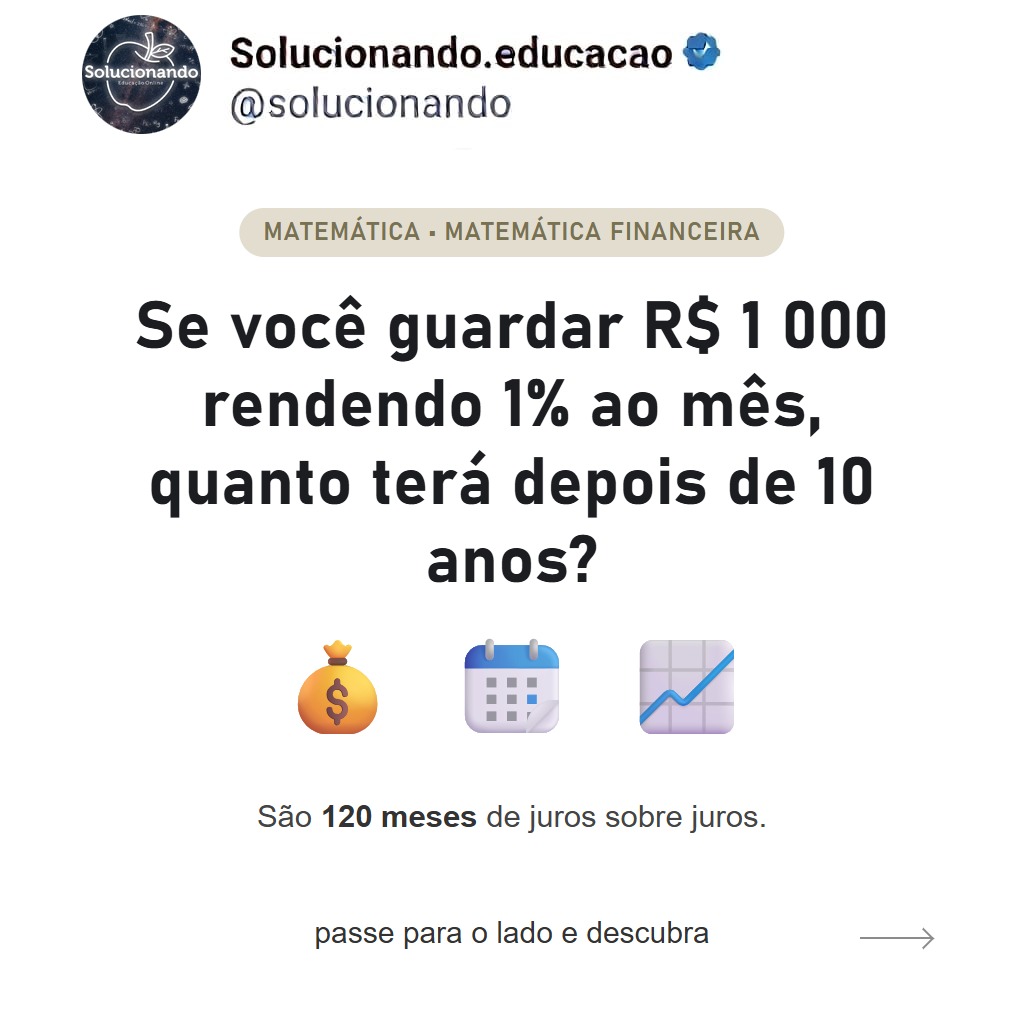 Solucionando
Educação Online
Solucionando.educacao
@solucionando
MATEMÁTICA ▪ MATEMÁTICA FINANCEIRA
Se você guardar R$ 1 000
rendendo 1% ao mês,
quanto terá depois de 10
anos?
São 120 meses de juros sobre juros.
passe para o lado e descubra